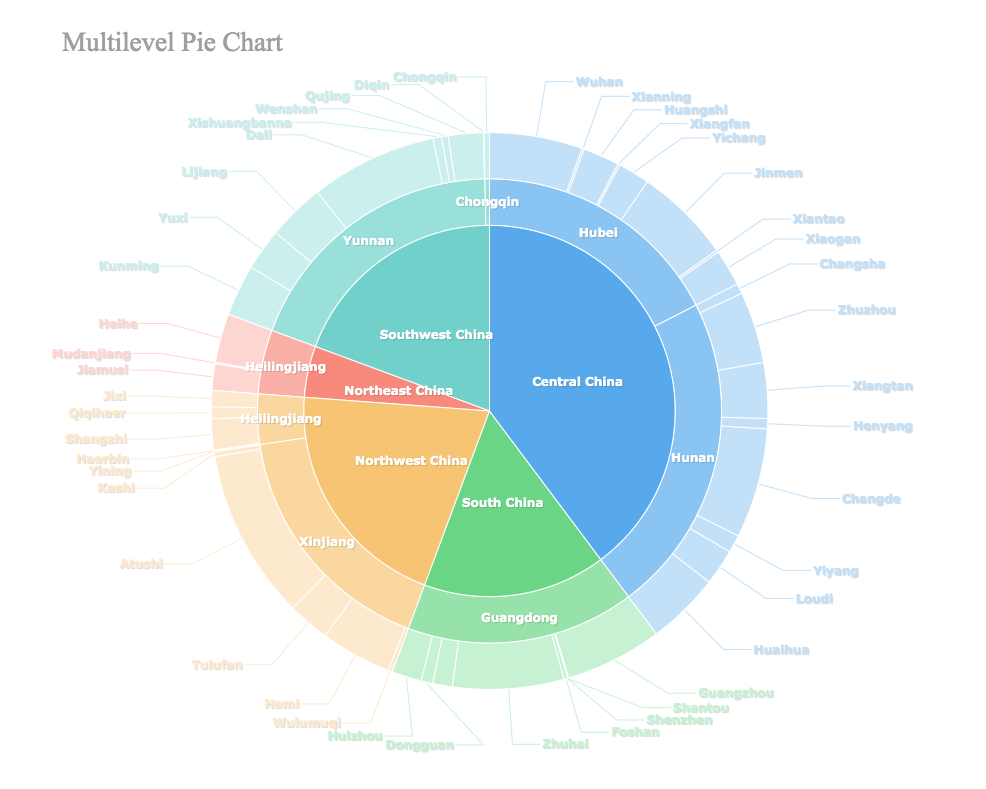 Multilevel Pie Chart
Chongqin
Wuhan
Diqin
Xianning
Qujing
Huangshi
Wenshan
Xiangfan
Xishuangbanna
Yichang
Dali
Lijiang
Jinmen
Chongqin
Yuxi
Xiantao
Yunnan
Hubei
Xiaogan
Kunming
Changsha
Zhuzhou
Heihe
Southwest China
Mudanjiang
Heilingjiang
Jiamusi
Central China
Xiangtan
Northeast China
Jixi
Qiqihaer
Heilingjiang
Henyang
Shangzhi
Haerbin
Northwest China
Hunan
Yining
Kashi
Changde
South China
Xinjiang
Atushi
Yiyang
Loudi
Guangdong
Huaihua
Tulufan
Guangzhou
Hami
Shantou
Wulumuqi
Shenzhen
Foshan
Huizhou
Dongguan
Zhuhai